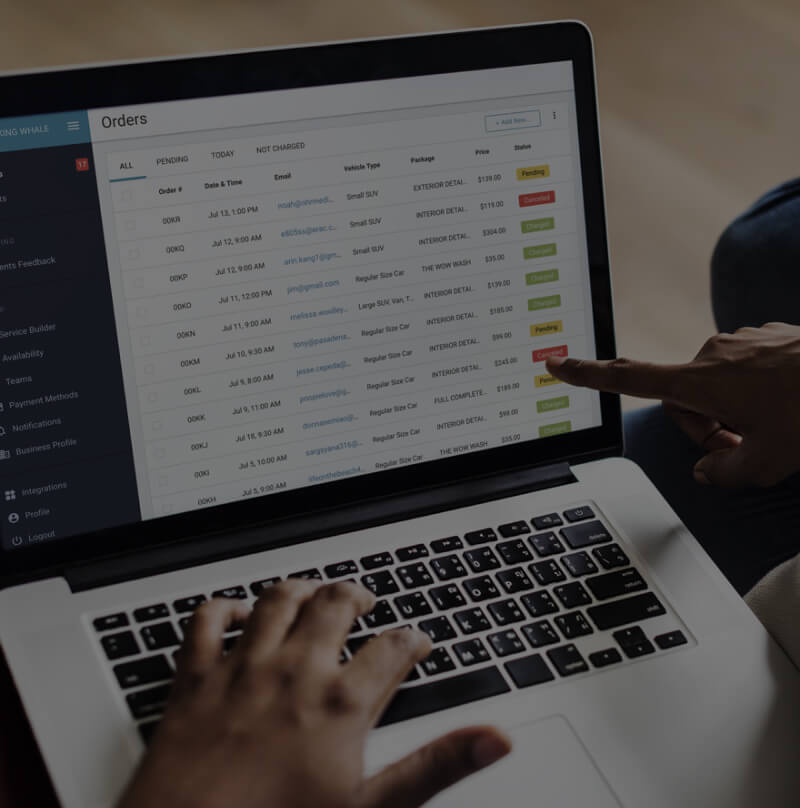 KING WHALE
Orders
+ Add New...
ALL PENDING TODAY NOT CHARGED
Order # Date & Time Email Vehicle Type Package Price Status
00KR Jul 13, 1:00 PM noah@ohmedi... Small SUV EXTERIOR DETAI... $139.00 Pending
00KQ Jul 12, 9:00 AM e805ss@erac.c... Small SUV INTERIOR DETAI... $119.00 Canceled
00KP Jul 12, 9:00 AM arin.kang1@gm... Small SUV INTERIOR DETAI... $304.00 Charged
00KO Jul 11, 12:00 PM jim@gmail.com Regular Size Car THE WOW WASH $35.00 Charged
00KN Jul 11, 9:00 AM melissa.woolley... Large SUV, Van, T... INTERIOR DETAI... $139.00 Charged
00KM Jul 10, 9:30 AM tony@pasadena... Regular Size Car INTERIOR DETAI... $185.00 Charged
00KL Jul 9, 8:00 AM jesse.cepeda@... Regular Size Car INTERIOR DETAI... $99.00 Pending
00KK Jul 9, 11:00 AM Regular Size Car INTERIOR DETAI... $245.00 Canceled
00KJ Jul 18, 9:30 AM Regular Size Car FULL COMPLETE... $185.00 Pending
00KI Jul 5, 10:00 AM sargsyana316@... Regular Size Car INTERIOR DETAI... $98.00 Charged
00KH Jul 5, 9:00 AM Regular Size Car THE WOW WASH $35.00 Charged
17
ents Feedback
Service Builder
Availability
Teams
Payment Methods
Notifications
Business Profile
Integrations
Profile
Logout